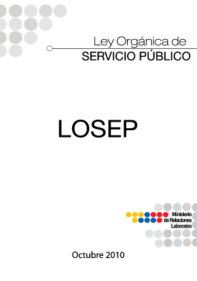 Ley Orgánica de
SERVICIO PÚBLICO
LOSEP
Ministerio
de Relaciones
Laborales
Octubre 2010